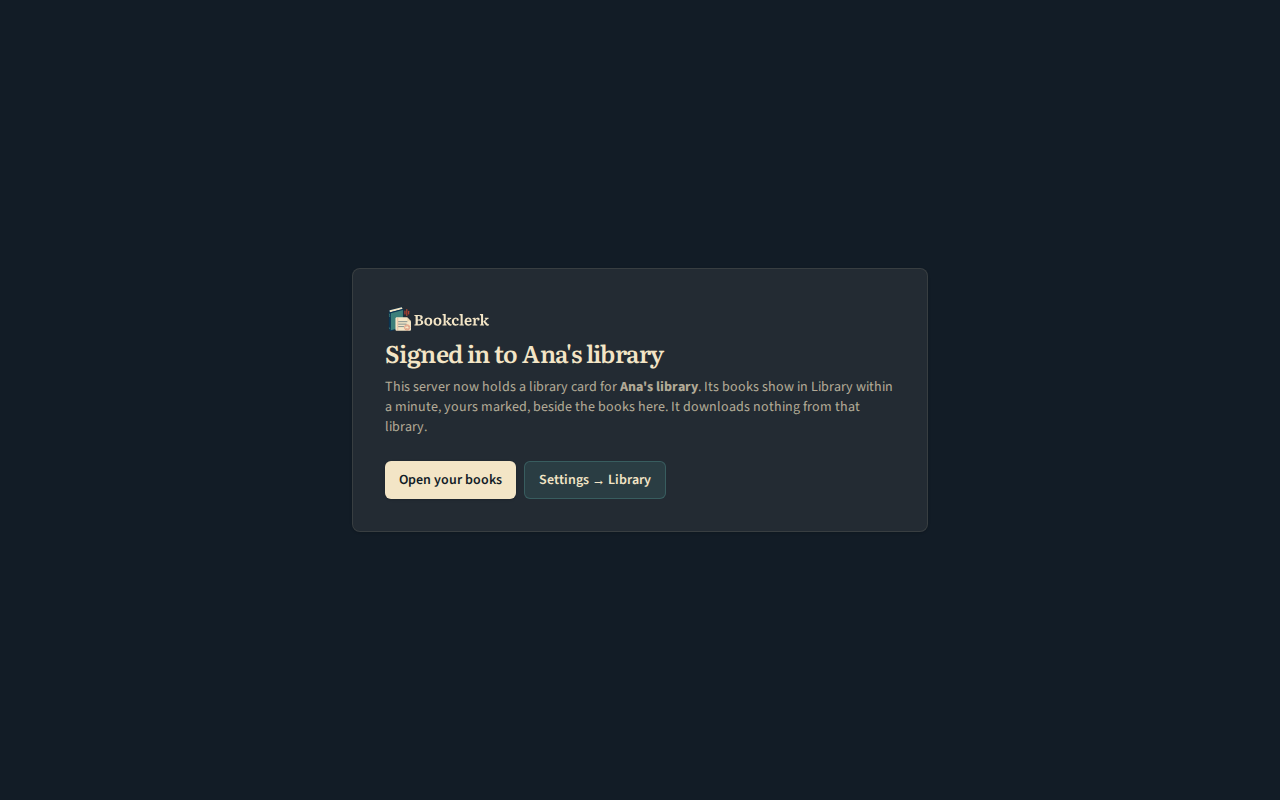 Bookclerk
Signed in to Ana's library
This server now holds a library card for Ana's library. Its books show in Library within
a minute, yours marked, beside the books here. It downloads nothing from that
library.
Open your books
Settings → Library